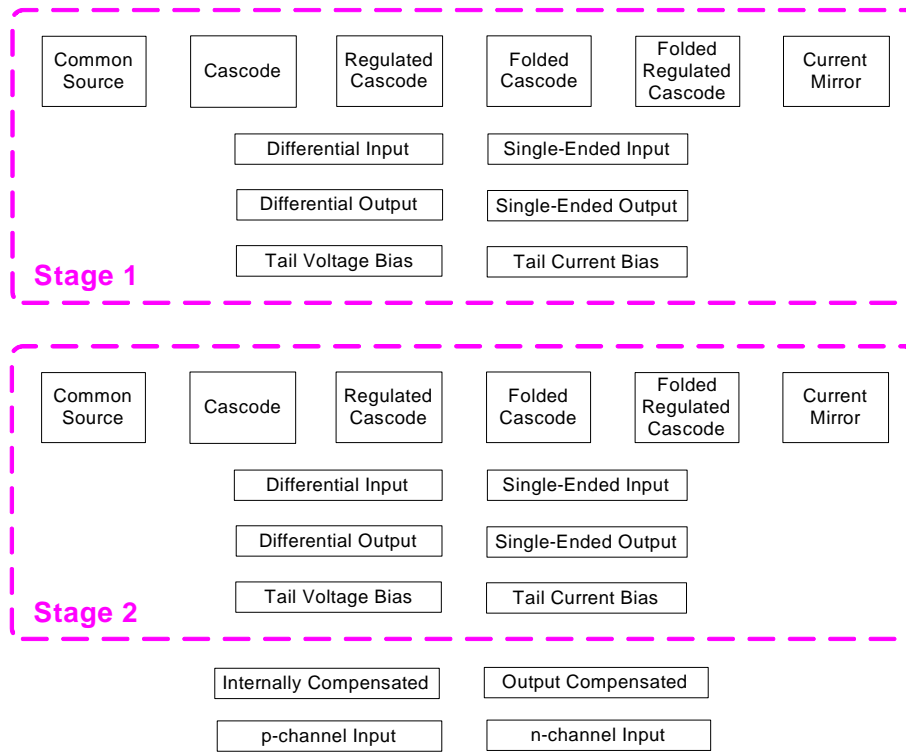 Common Source
Cascode
Regulated Cascode
Folded Cascode
Folded Regulated Cascode
Current Mirror
Differential Input
Single-Ended Input
Differential Output
Single-Ended Output
Tail Voltage Bias
Tail Current Bias
Stage 1
Common Source
Cascode
Regulated Cascode
Folded Cascode
Folded Regulated Cascode
Current Mirror
Differential Input
Single-Ended Input
Differential Output
Single-Ended Output
Tail Voltage Bias
Tail Current Bias
Stage 2
Internally Compensated
Output Compensated
p-channel Input
n-channel Input